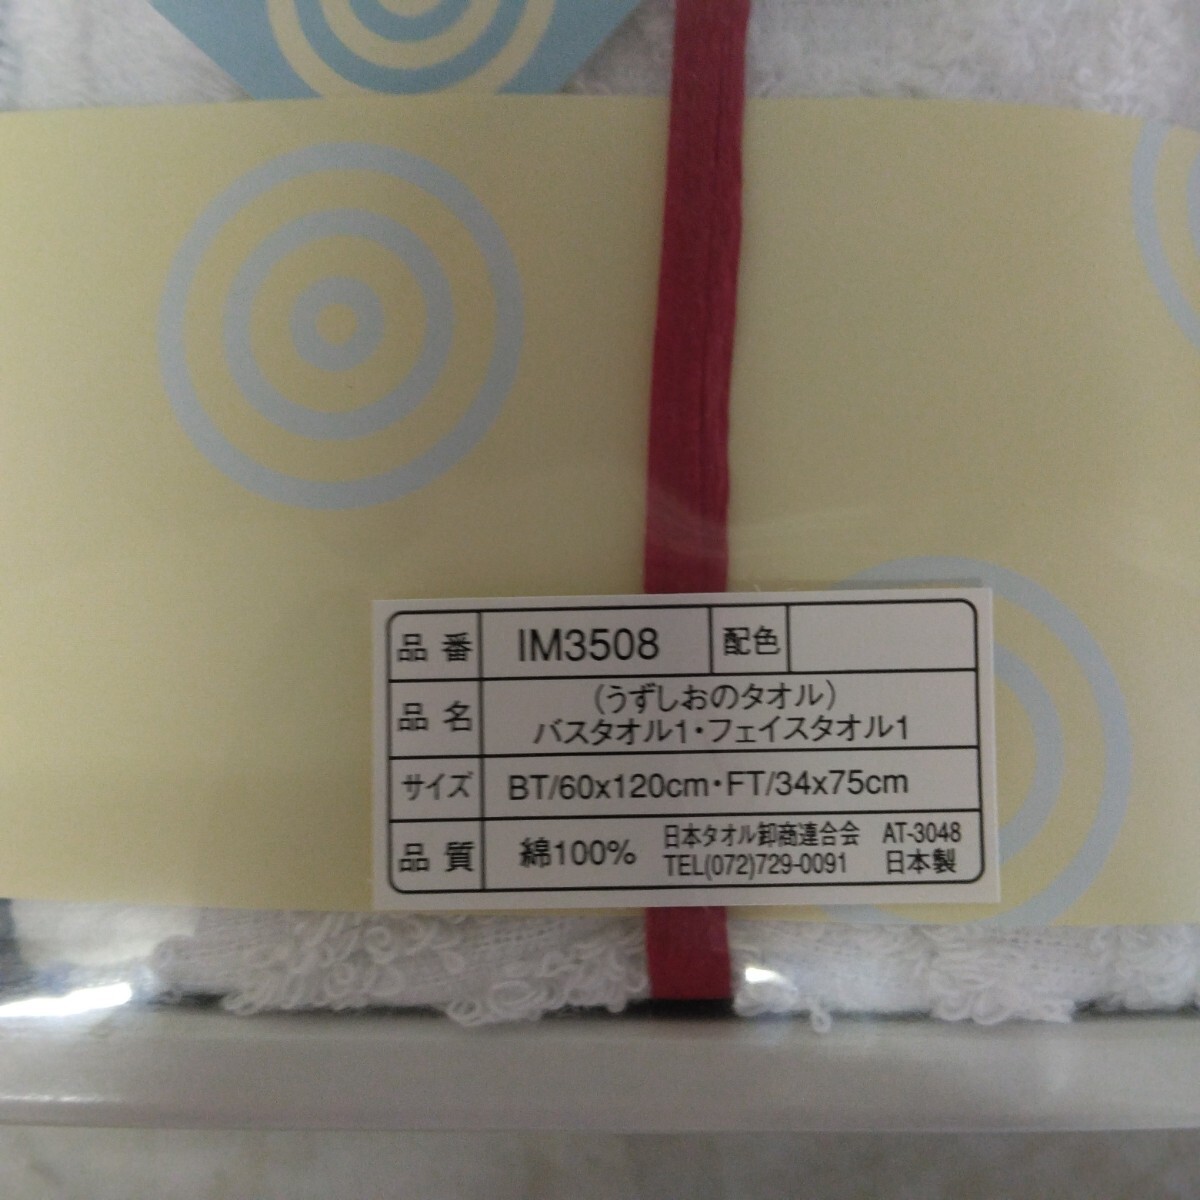 品番 IM3508 配色
品名 (うずしおのタオル)
バスタオル1・フェイスタオル1
サイズ BT/60x120cm・FT/34x75cm
品質 綿100% 日本タオル卸商連合会 AT-3048
TEL(072)729-0091 日本製